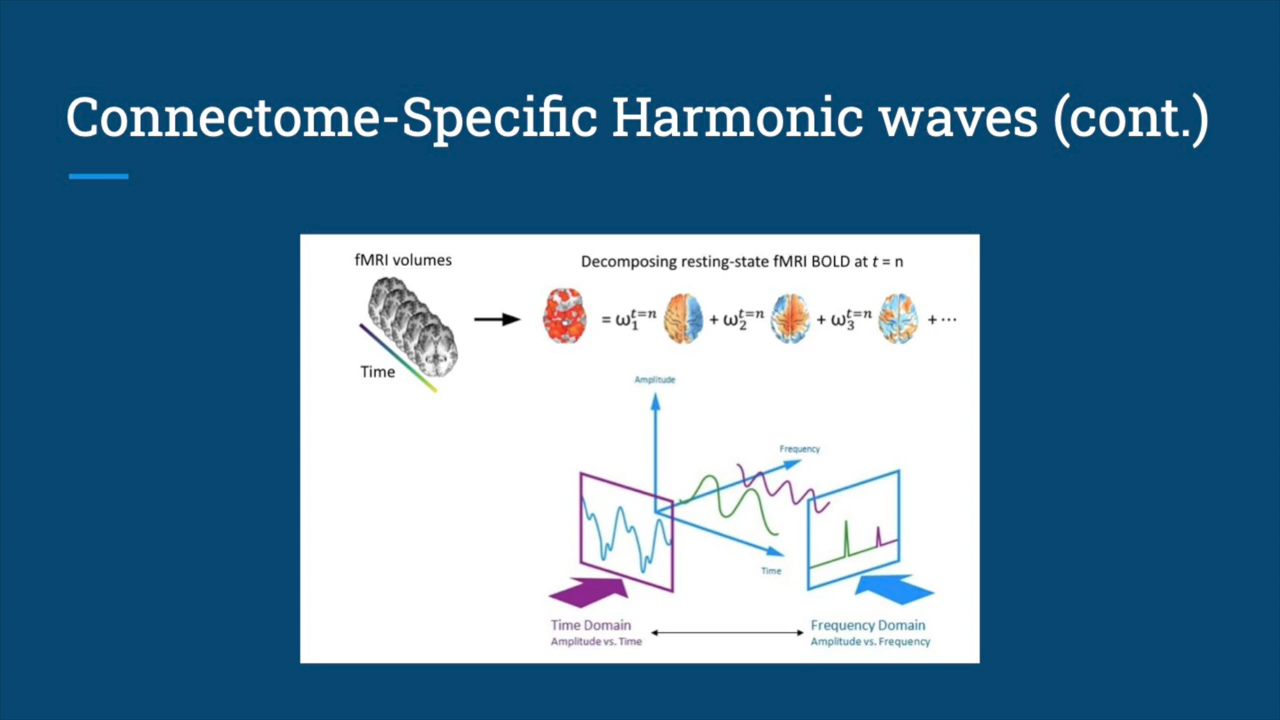 Connectome-Specific Harmonic waves (cont.)
fMRI volumes
Decomposing resting-state fMRI BOLD at t = n
= ω₁ᵗ⁼ⁿ + ω₂ᵗ⁼ⁿ + ω₃ᵗ⁼ⁿ + ⋯
Time
Amplitude
Frequency
Time
Time Domain
Amplitude vs. Time
Frequency Domain
Amplitude vs. Frequency